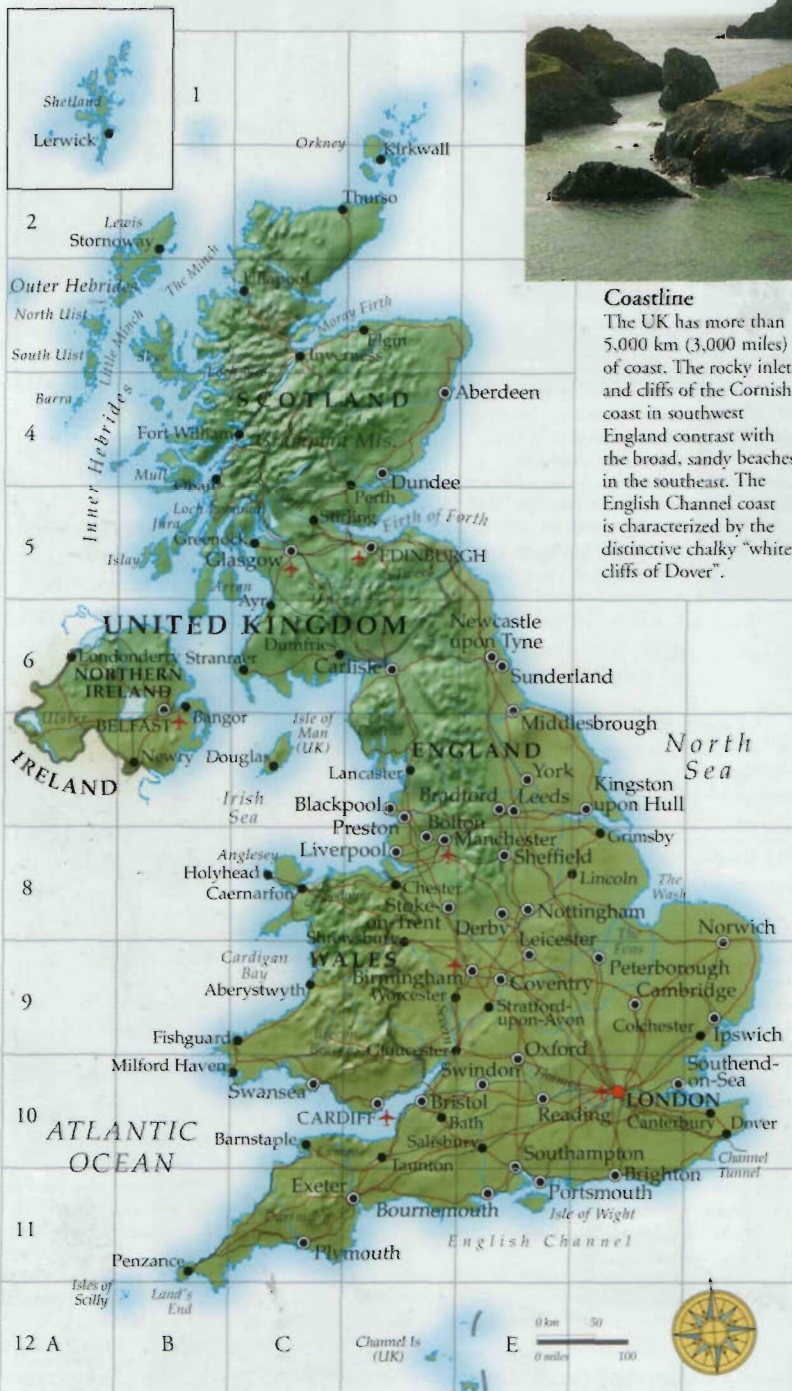 1
Shetland
Lerwick
Orkney
Kirkwall
Thurso
2
Lewis
Stornoway
The Minch
Ullapool
Outer Hebrides
North Uist
Little Minch
Moray Firth
Elgin
South Uist
Skye
Inverness
Barra
SCOTLAND
Aberdeen
4
Inner Hebrides
Fort William
Grampian Mts.
Mull
Oban
Dundee
Perth
Loch Lomond
Jura
Stirling
Firth of Forth
5
Greenock
Islay
Glasgow
EDINBURGH
Arran
Ayr
UNITED KINGDOM
Newcastle
upon Tyne
6
Londonderry
Stranraer
Dumfries
Carlisle
Sunderland
NORTHERN
IRELAND
Ulster
BELFAST
Bangor
Isle of
Man
(UK)
Middlesbrough
IRELAND
Newry
Douglas
ENGLAND
North
Sea
Lancaster
York
Irish
Sea
Blackpool
Bradford
Leeds
Kingston
upon Hull
Preston
Bolton
Manchester
Grimsby
Liverpool
Sheffield
Anglesey
8
Holyhead
Caernarfon
Chester
Lincoln
The
Wash
Stoke-
on-Trent
Derby
Nottingham
Norwich
Shrewsbury
Leicester
The
Fens
Cardigan
Bay
WALES
Birmingham
Peterborough
9
Aberystwyth
Worcester
Coventry
Cambridge
Stratford-
upon-Avon
Severn
Colchester
Ipswich
Fishguard
Gloucester
Oxford
Milford Haven
Swansea
Swindon
Thames
Southend-
on-Sea
10
CARDIFF
Bristol
Reading
LONDON
ATLANTIC
OCEAN
Bath
Canterbury
Dover
Barnstaple
Salisbury
Exmoor
Taunton
Southampton
Channel
Tunnel
Exeter
Brighton
Bournemouth
Portsmouth
Dartmoor
Isle of Wight
11
Plymouth
English Channel
Penzance
Isles of
Scilly
Land's
End
12 A B C E
Channel Is
(UK)
0 km 50
0 miles 100
Coastline
The UK has more than
5,000 km (3,000 miles)
of coast. The rocky inlet
and cliffs of the Cornish
coast in southwest
England contrast with
the broad, sandy beaches
in the southeast. The
English Channel coast
is characterized by the
distinctive chalky "white
cliffs of Dover".